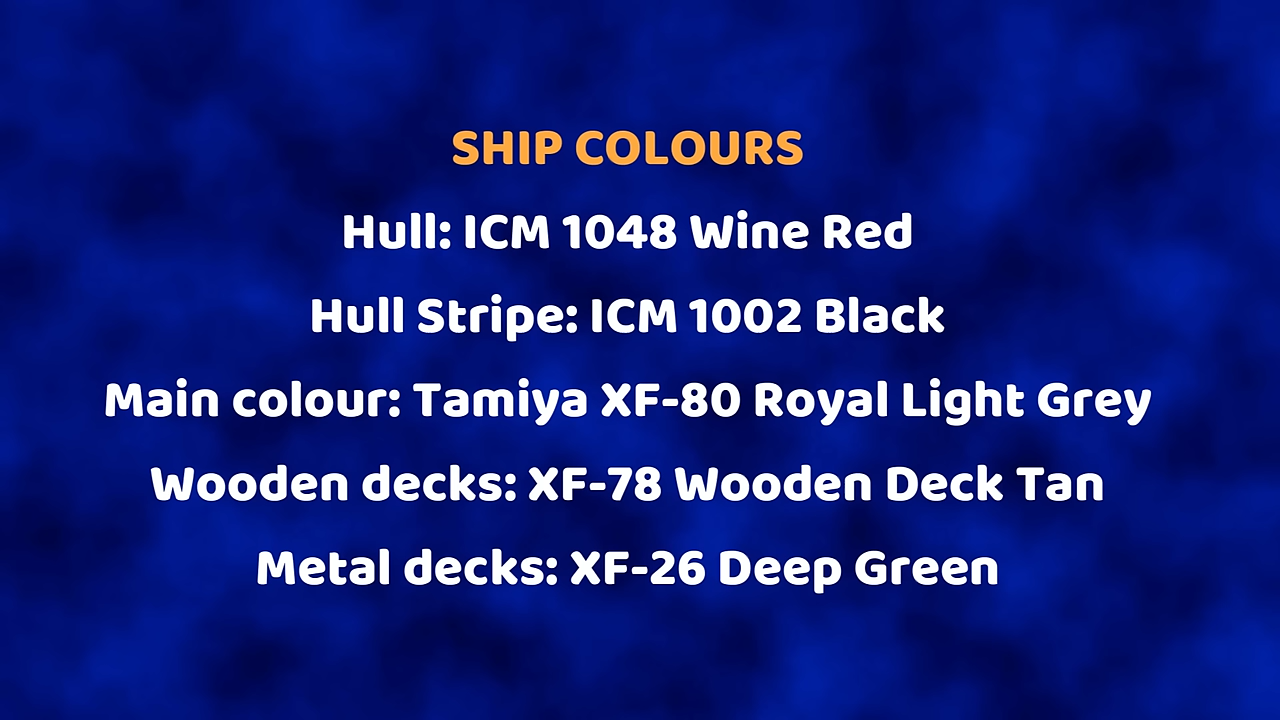 SHIP COLOURS
Hull: ICM 1048 Wine Red
Hull Stripe: ICM 1002 Black
Main colour: Tamiya XF-80 Royal Light Grey
Wooden decks: XF-78 Wooden Deck Tan
Metal decks: XF-26 Deep Green